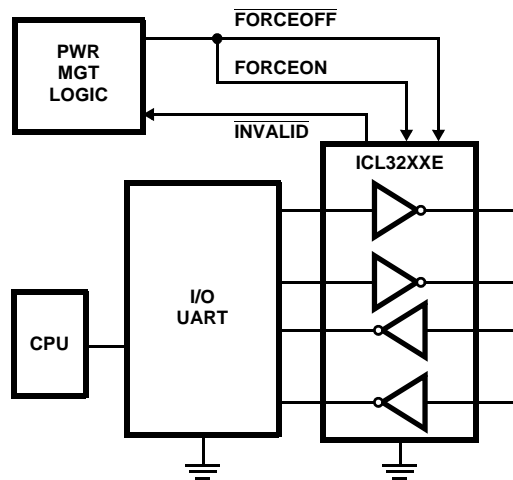 FORCEOFF
PWR
MGT
LOGIC
FORCEON
INVALID
ICL32XXE
I/O
UART
CPU